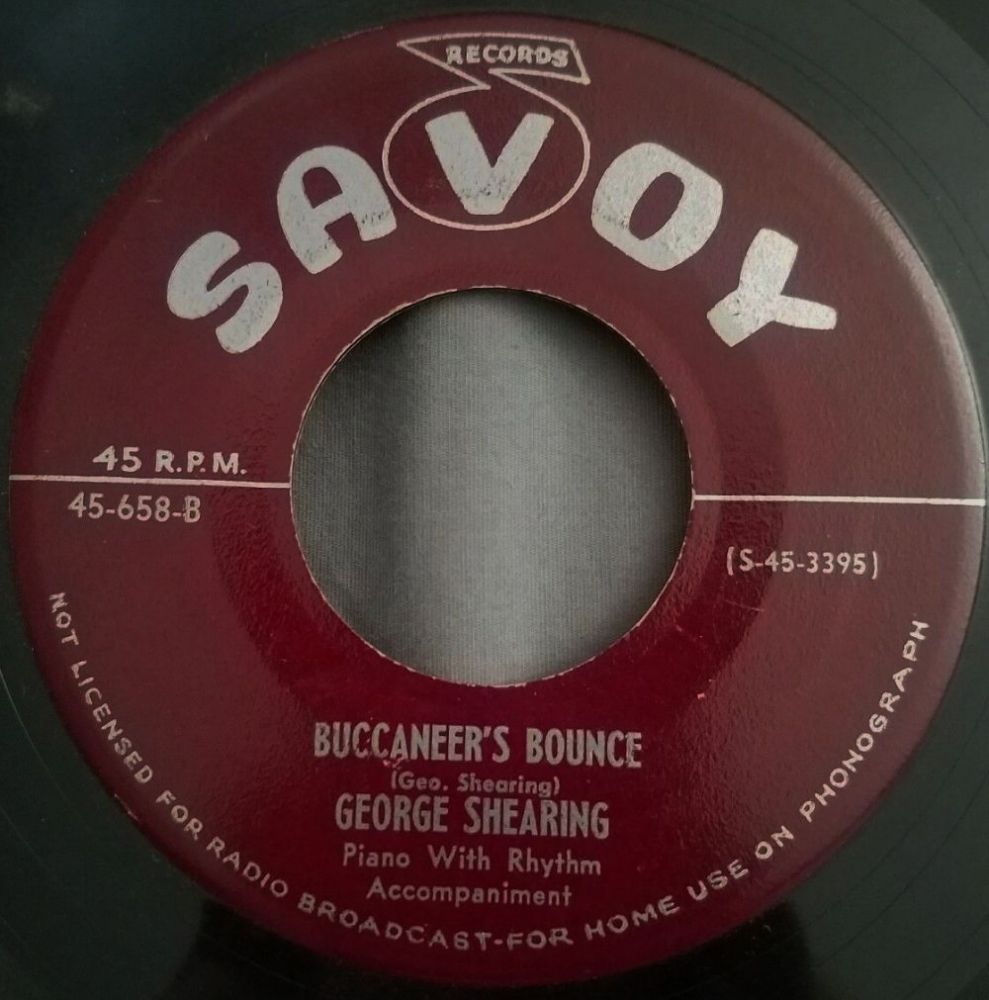 RECORDS
SAVOY
45 R.P.M.
45-658-B
(S-45-3395)
BUCCANEER'S BOUNCE
(Geo. Shearing)
GEORGE SHEARING
Piano With Rhythm
Accompaniment
NOT LICENSED FOR RADIO BROADCAST-FOR HOME USE ON PHONOGRAPH